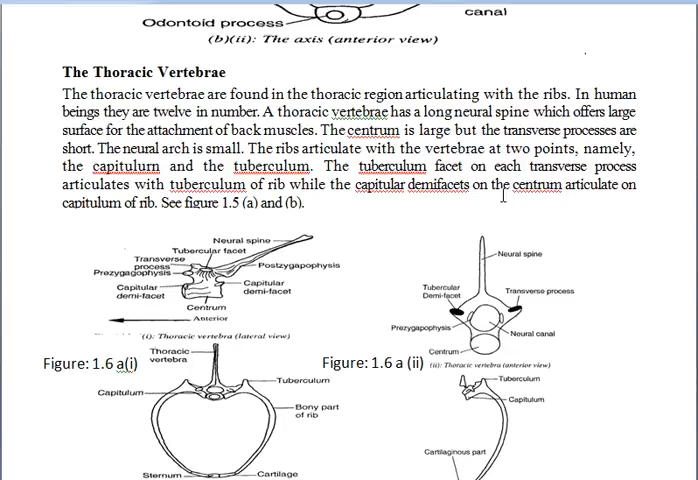 canal
Odontoid process
(b)(ii): The axis (anterior view)
The Thoracic Vertebrae
The thoracic vertebrae are found in the thoracic region articulating with the ribs. In human
beings they are twelve in number. A thoracic vertebrae has a long neural spine which offers large
surface for the attachment of back muscles. The centrum is large but the transverse processes are
short. The neural arch is small. The ribs articulate with the vertebrae at two points, namely,
the capitulurn and the tuberculum. The tuberculum facet on each transverse process
articulates with tuberculum of rib while the capitular demifacets on the centrum articulate on
capitulum of rib. See figure 1.5 (a) and (b).
Neural spine
Tubercular facet
Transverse
process
Postzygapophysis
Prezygagophysis
Capitular
demi-facet
Capitular
demi-facet
Centrum
Anterior
(i): Thoracic vertebra (lateral view)
Neural spine
Tubercular
Demi-facet
Transverse process
Prezygapophysis
Neural canal
Centrum
Figure: 1.6 a(i)
Figure: 1.6 a (ii)
(ii): Thoracic vertebra (anterior view)
Thoracic
vertebra
Tuberculum
Capitulum
Bony part
of rib
Sternum
Cartilage
Tuberculum
Capitulum
Cartilaginous part